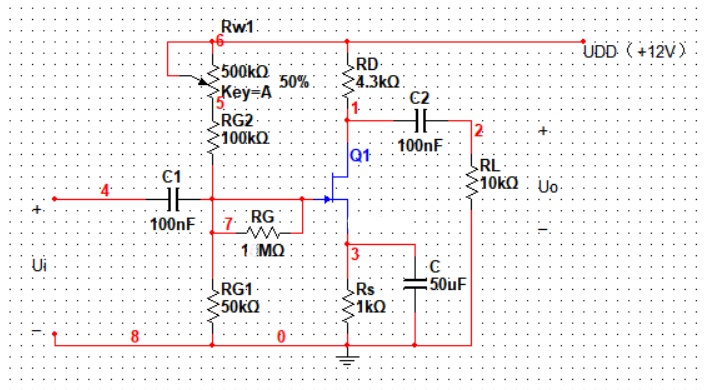 Rw1
6
500kΩ
50%
Key=A
5
RG2
100kΩ
RD
4.3kΩ
1
C2
100nF
2
UDD（+12V）
+
Q1
RL
10kΩ
Uo
−
C1
4
100nF
+
7
RG
1 MΩ
3
Ui
RG1
50kΩ
Rs
1kΩ
C
50uF
−
8
0